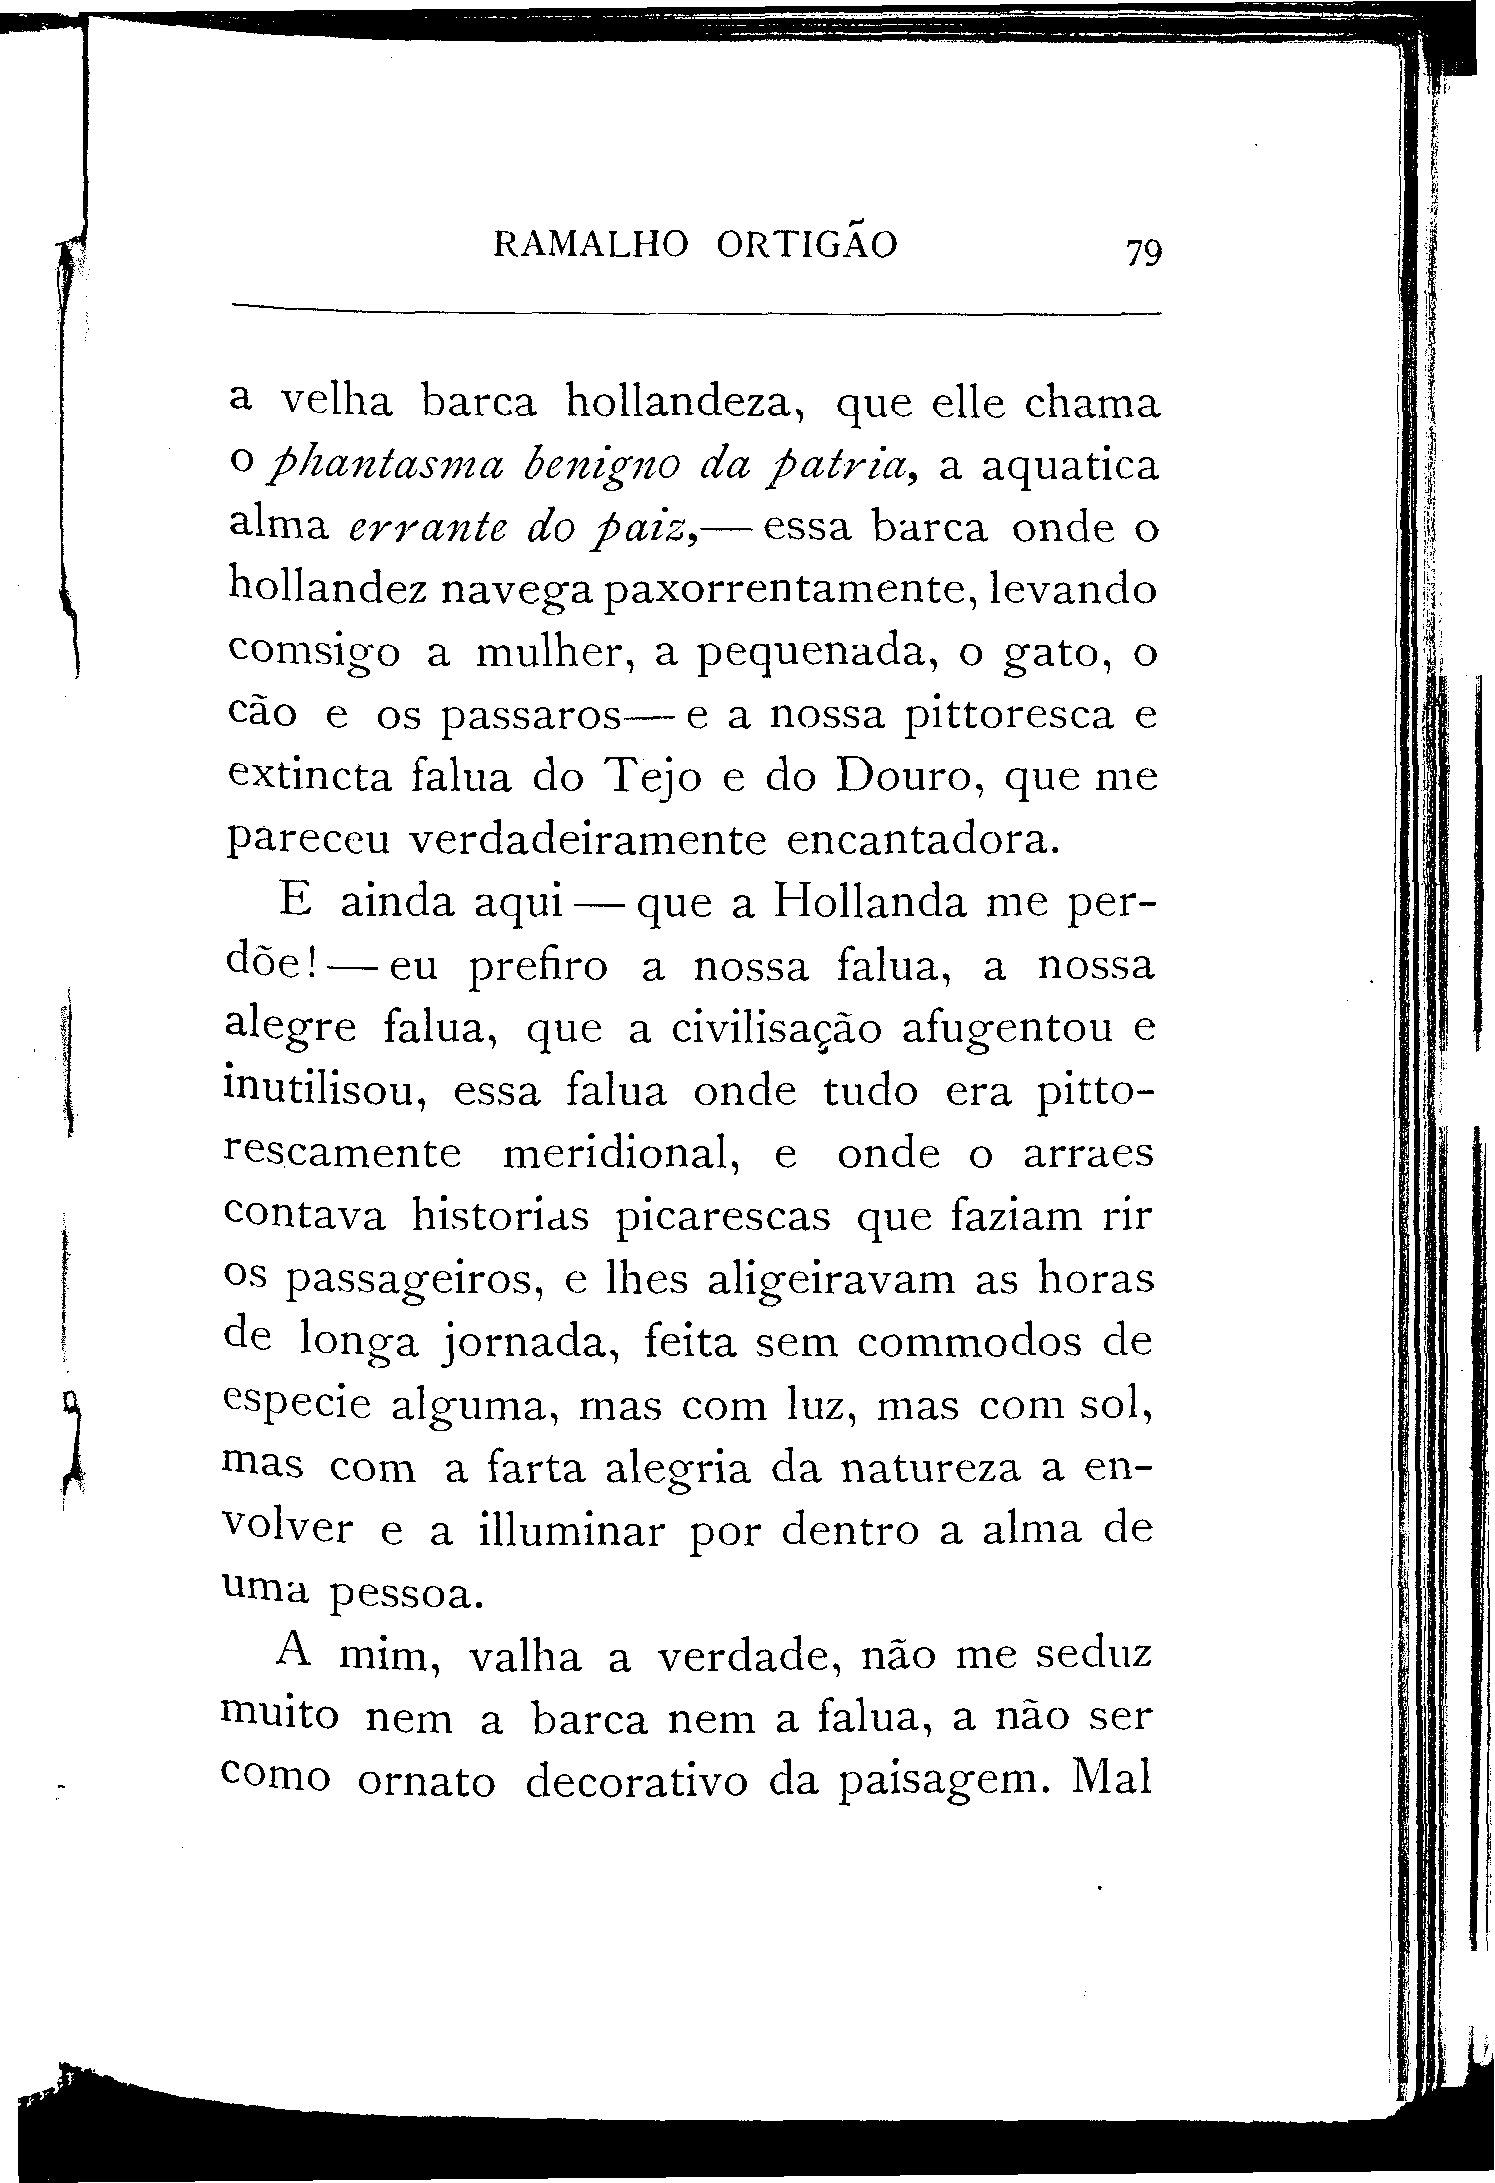 RAMALHO ORTIGÃO 79
a velha barca hollandeza, que elle chama
o phantasma benigno da patria, a aquatica
alma errante do paiz,— essa barca onde o
hollandez navega paxorrentamente, levando
comsigo a mulher, a pequenada, o gato, o
cão e os passaros— e a nossa pittoresca e
extincta falua do Tejo e do Douro, que me
pareceu verdadeiramente encantadora.
E ainda aqui — que a Hollanda me per-
dõe! — eu prefiro a nossa falua, a nossa
alegre falua, que a civilisação afugentou e
inutilisou, essa falua onde tudo era pitto-
rescamente meridional, e onde o arraes
contava historias picarescas que faziam rir
os passageiros, e lhes aligeiravam as horas
de longa jornada, feita sem commodos de
especie alguma, mas com luz, mas com sol,
mas com a farta alegria da natureza a en-
volver e a illuminar por dentro a alma de
uma pessoa.
A mim, valha a verdade, não me seduz
muito nem a barca nem a falua, a não ser
como ornato decorativo da paisagem. Mal